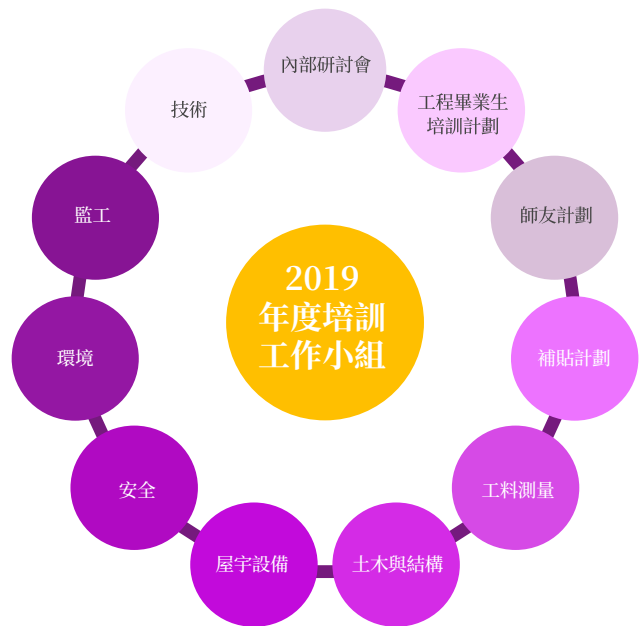 2019
年度培訓
工作小組
內部研討會
工程畢業生
培訓計劃
師友計劃
補貼計劃
工料測量
土木與結構
屋宇設備
安全
環境
監工
技術